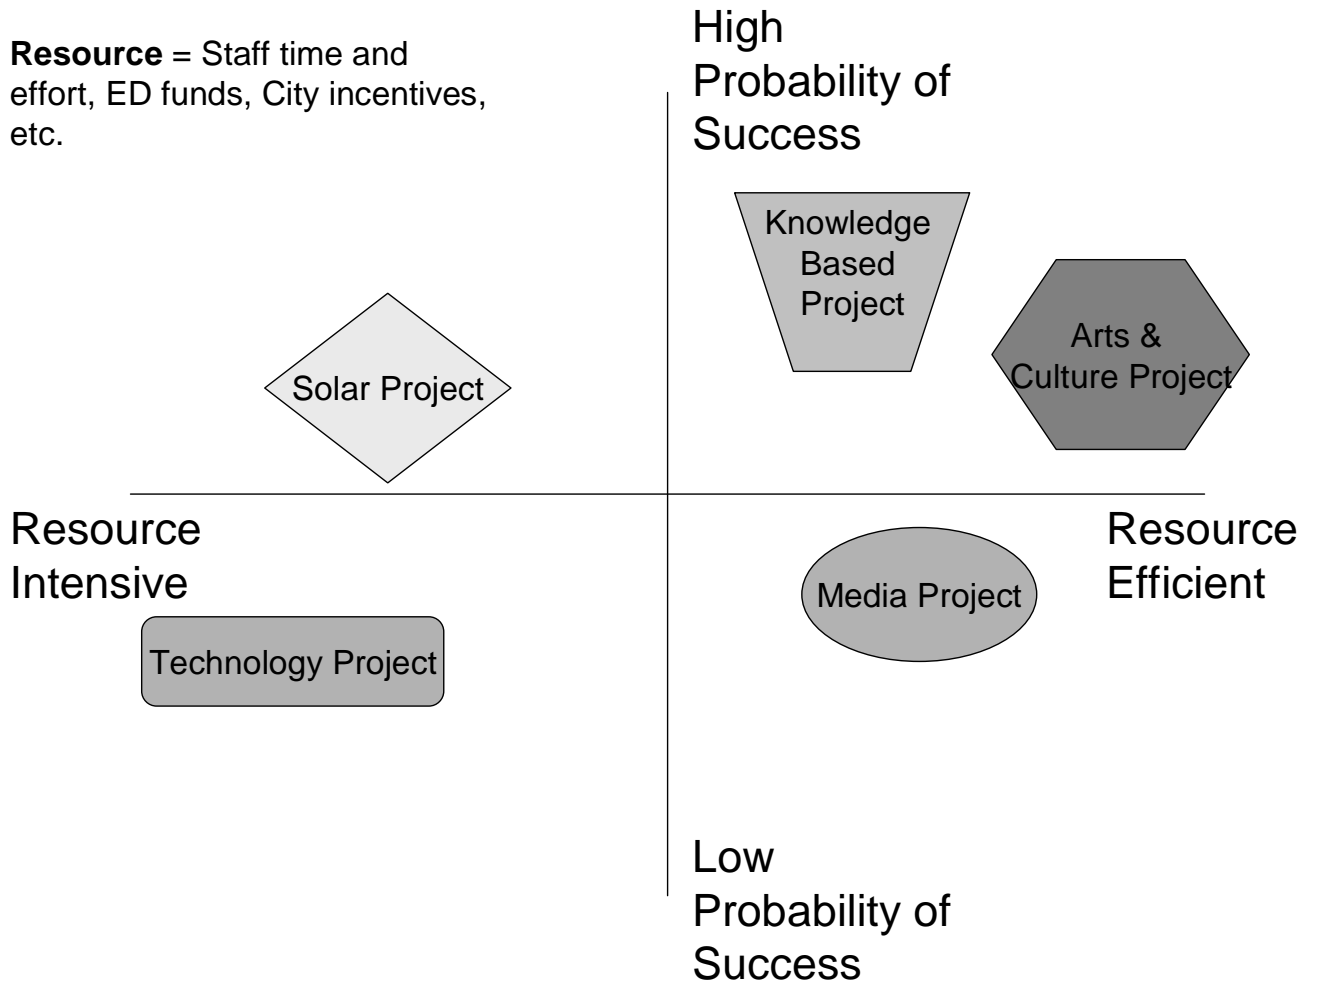 Resource = Staff time and
effort, ED funds, City incentives,
etc.
High
Probability of
Success
Knowledge
Based
Project
Arts &
Culture Project
Solar Project
Resource
Intensive
Resource
Efficient
Media Project
Technology Project
Low
Probability of
Success